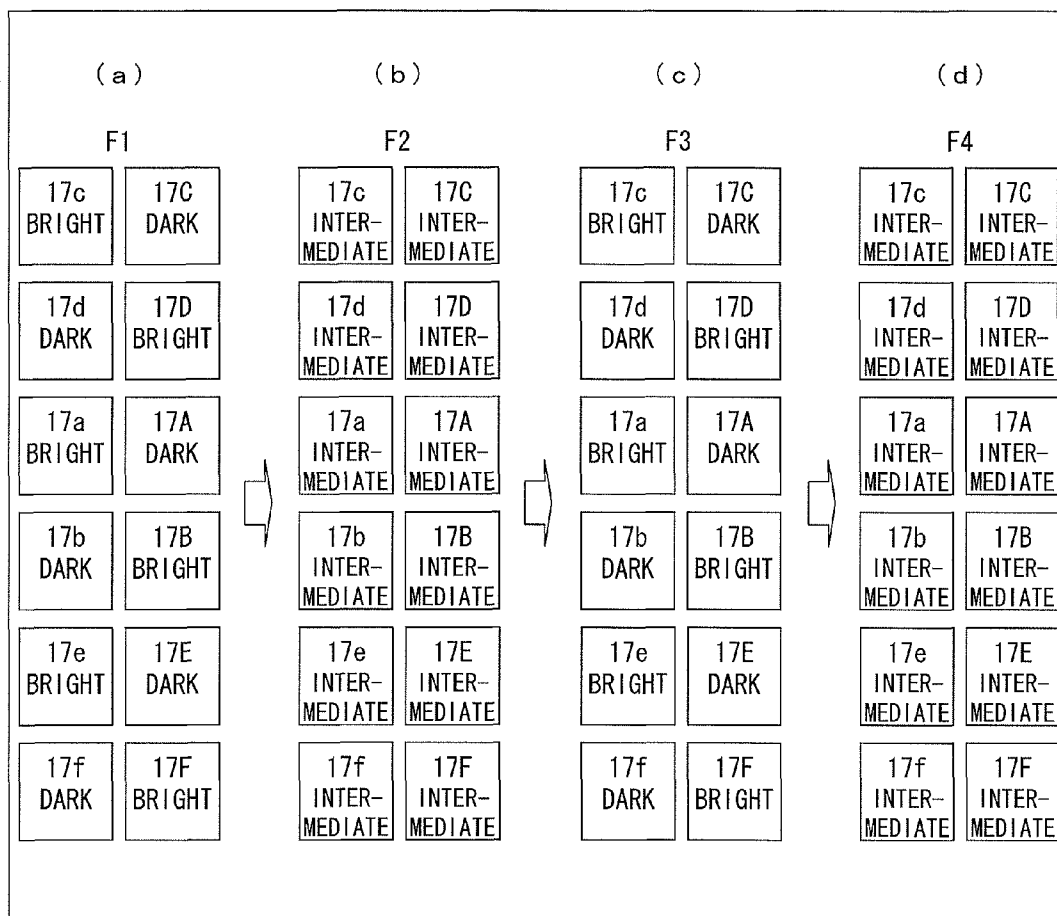 (a) (b) (c) (d)
F1 F2 F3 F4
17c 17C 17c 17C 17c 17C 17c 17C
BRIGHT DARK INTER- INTER- BRIGHT DARK INTER- INTER-
MEDIATE MEDIATE MEDIATE MEDIATE
17d 17D 17d 17D 17d 17D 17d 17D
DARK BRIGHT INTER- INTER- DARK BRIGHT INTER- INTER-
MEDIATE MEDIATE MEDIATE MEDIATE
17a 17A 17a 17A 17a 17A 17a 17A
BRIGHT DARK INTER- INTER- BRIGHT DARK INTER- INTER-
MEDIATE MEDIATE MEDIATE MEDIATE
17b 17B 17b 17B 17b 17B 17b 17B
DARK BRIGHT INTER- INTER- DARK BRIGHT INTER- INTER-
MEDIATE MEDIATE MEDIATE MEDIATE
17e 17E 17e 17E 17e 17E 17e 17E
BRIGHT DARK INTER- INTER- BRIGHT DARK INTER- INTER-
MEDIATE MEDIATE MEDIATE MEDIATE
17f 17F 17f 17F 17f 17F 17f 17F
DARK BRIGHT INTER- INTER- DARK BRIGHT INTER- INTER-
MEDIATE MEDIATE MEDIATE MEDIATE